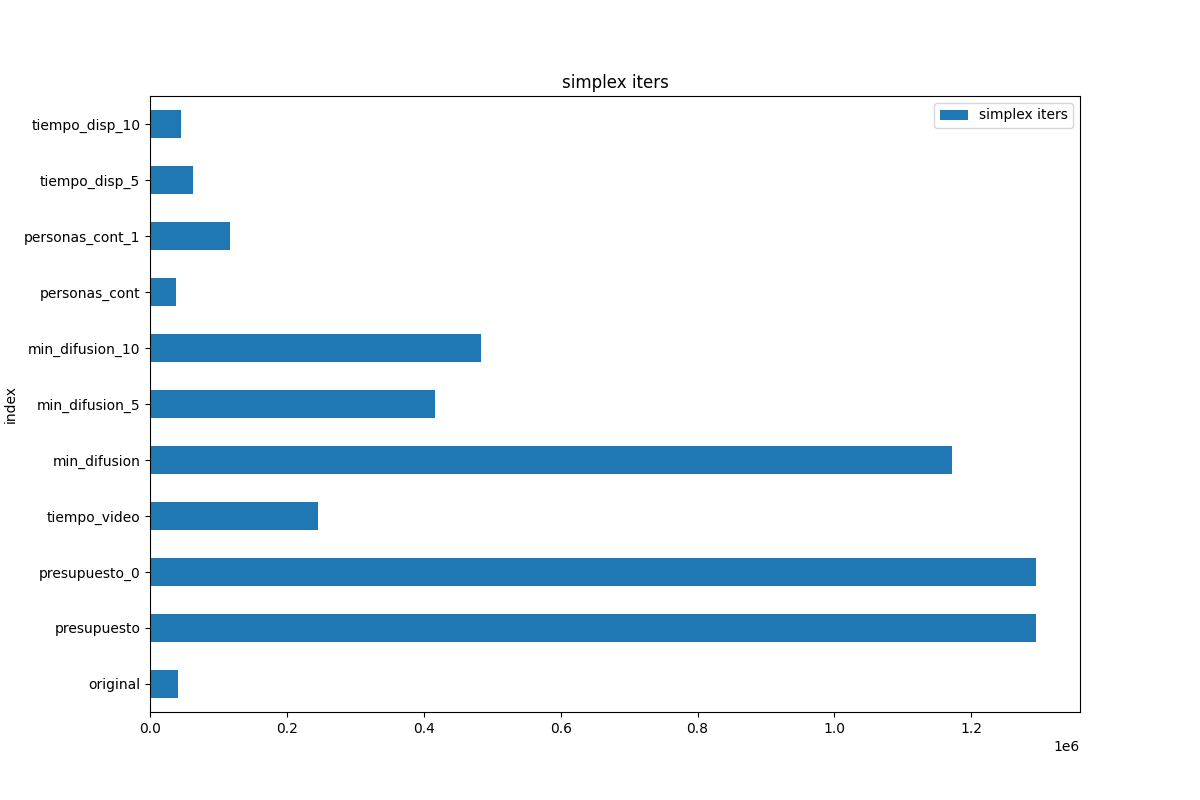 simplex iters
simplex iters
tiempo_disp_10
tiempo_disp_5
personas_cont_1
personas_cont
min_difusion_10
min_difusion_5
min_difusion
tiempo_video
presupuesto_0
presupuesto
original
index
0.0 0.2 0.4 0.6 0.8 1.0 1.2
1e6